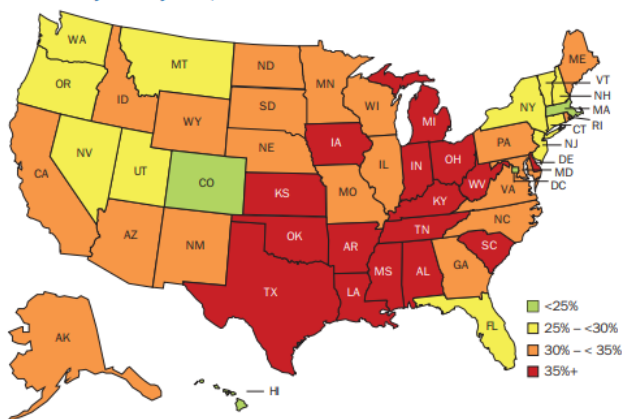 WA
MT
ND
MN
ME
VT
NH
MA
RI
CT
NJ
DE
MD
DC
OR
ID
WY
SD
WI
MI
NY
NV
UT
CO
NE
IA
IL
IN
OH
PA
WV
VA
CA
KS
MO
KY
NC
AZ
NM
OK
AR
TN
SC
TX
LA
MS
AL
GA
FL
AK
HI
<25%
25% – <30%
30% – < 35%
35%+